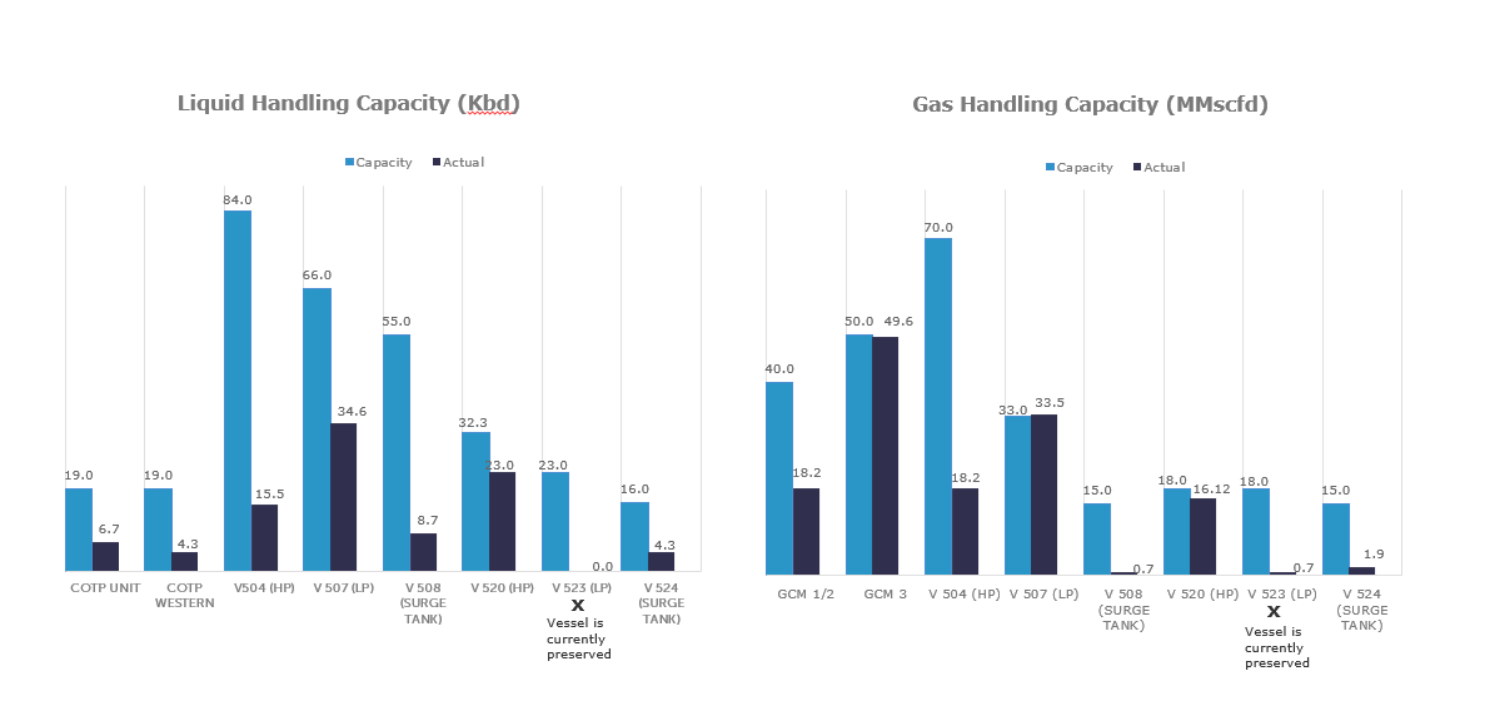 Liquid Handling Capacity (Kbd)
Capacity Actual
84.0
66.0
55.0
34.6
32.3
23.0
23.0
19.0
19.0
16.0
15.5
8.7
6.7
4.3
4.3
0.0
COTP UNIT
COTP
WESTERN
V504 (HP)
V 507 (LP)
V 508
(SURGE
TANK)
V 520 (HP)
V 523 (LP)
X
Vessel is
currently
preserved
V 524
(SURGE
TANK)
Gas Handling Capacity (MMscfd)
Capacity Actual
70.0
50.0
49.6
40.0
33.0
33.5
18.2
18.2
15.0
18.0
16.12
18.0
15.0
0.7
0.7
1.9
GCM 1/2
GCM 3
V 504 (HP)
V 507 (LP)
V 508
(SURGE
TANK)
V 520 (HP)
V 523 (LP)
X
Vessel is
currently
preserved
V 524
(SURGE
TANK)